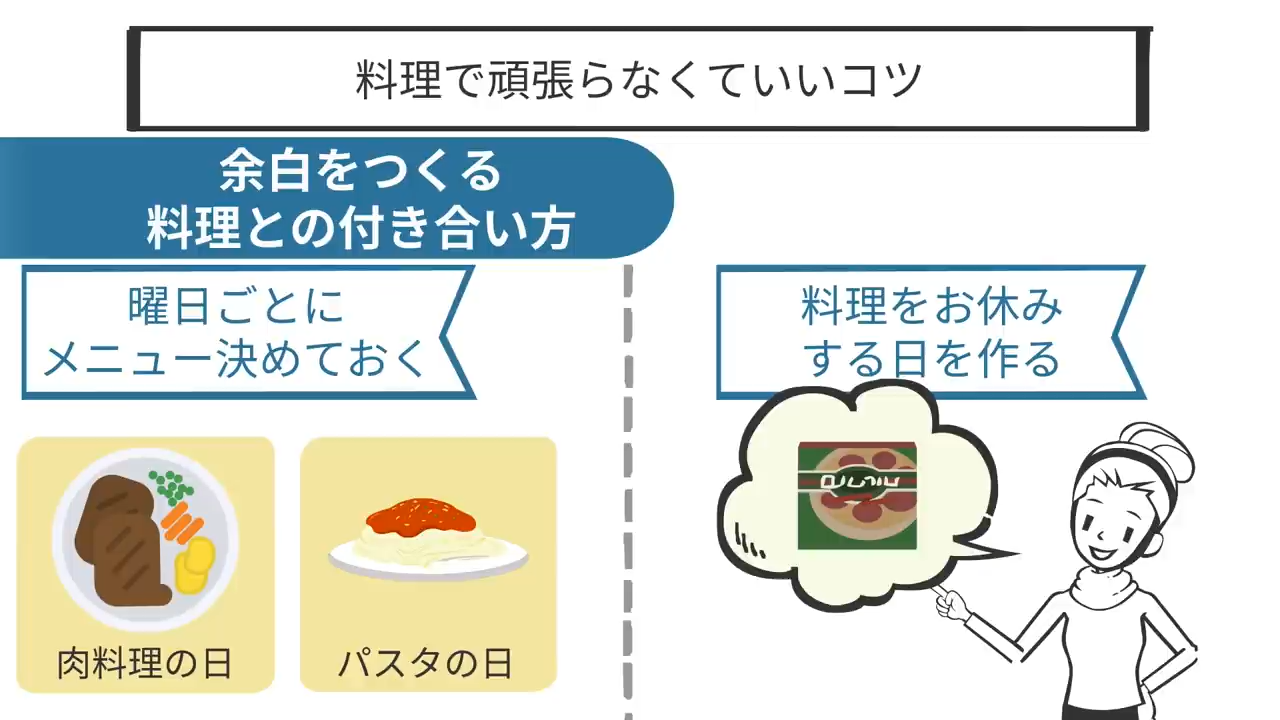 料理で頑張らなくていいコツ
余白をつくる
料理との付き合い方
曜日ごとに
メニュー決めておく
料理をお休み
する日を作る
肉料理の日
パスタの日